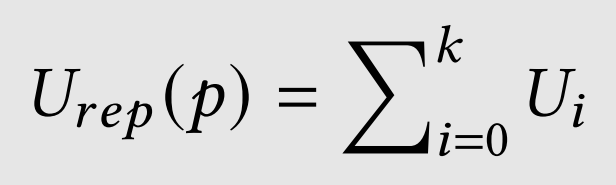 U_{rep}(p) = \sum_{i=0}^{k} U_i